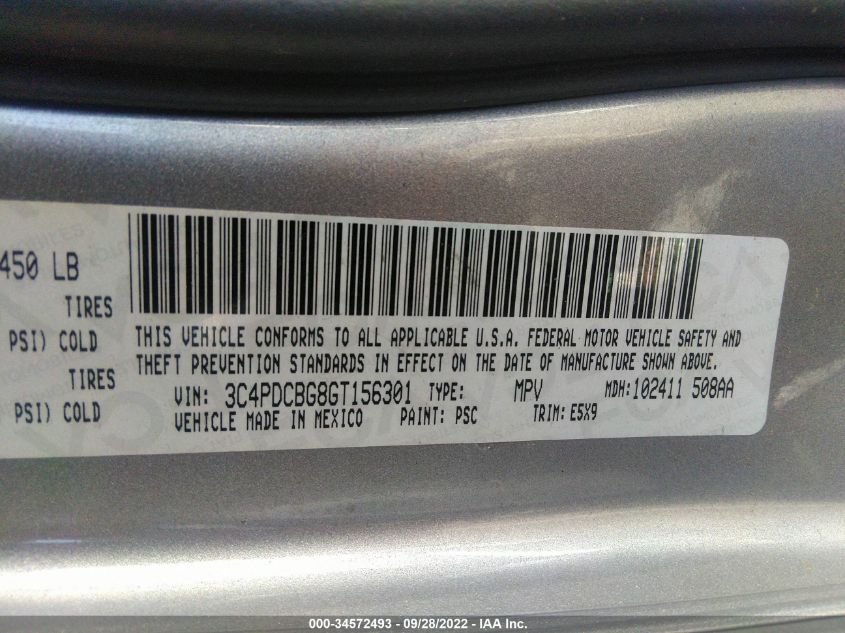 450 LB
TIRES
PSI) COLD
TIRES
PSI) COLD
THIS VEHICLE CONFORMS TO ALL APPLICABLE U.S.A. FEDERAL MOTOR VEHICLE SAFETY AND
THEFT PREVENTION STANDARDS IN EFFECT ON THE DATE OF MANUFACTURE SHOWN ABOVE.
VIN: 3C4PDCBG8GT156301 TYPE: MPV MDH:102411 508AA
VEHICLE MADE IN MEXICO PAINT: PSC TRIM: E5X9
000-34572493 - 09/28/2022 - IAA Inc.